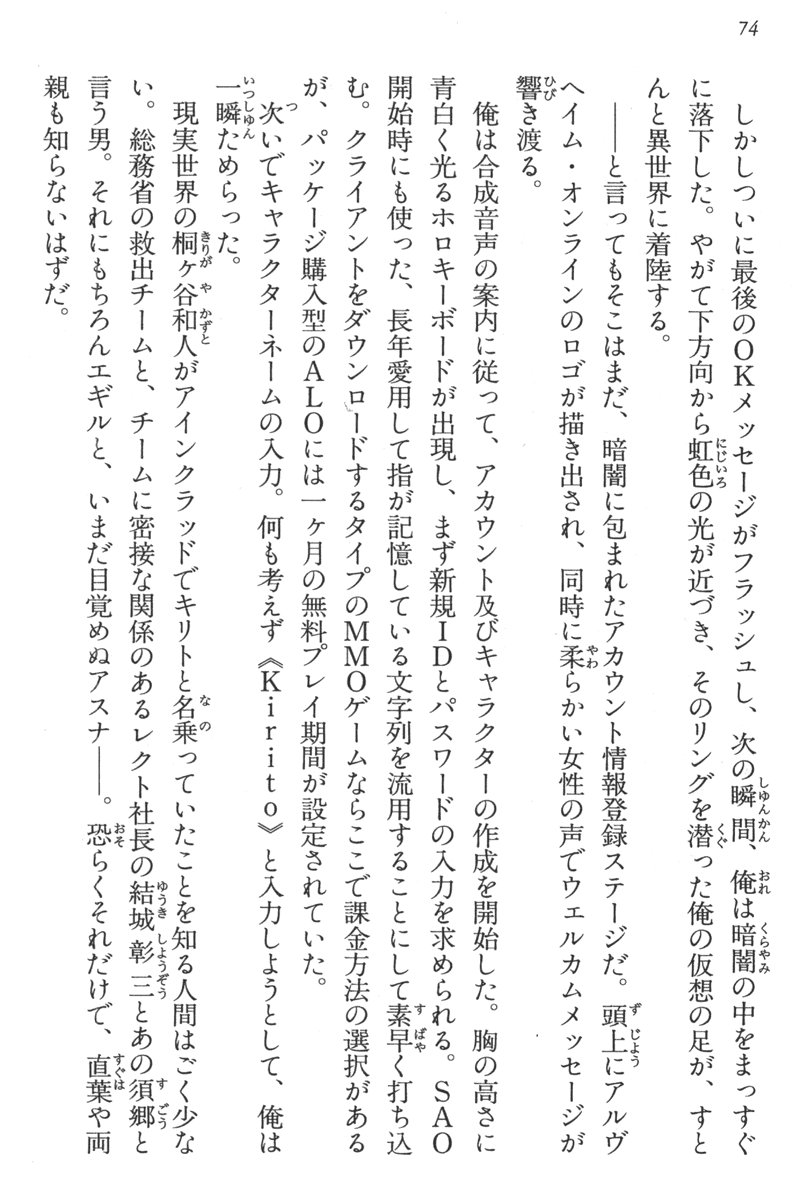 74
しかしついに最後のOKメッセージがフラッシュし、次の瞬間、俺は暗闇の中をまっすぐ
に落下した。やがて下方向から虹色の光が近づき、そのリングを潜った俺の仮想の足が、すと
んと異世界に着陸する。
――と言ってもそこはまだ、暗闇に包まれたアカウント情報登録ステージだ。頭上にアルヴ
ヘイム・オンラインのロゴが描き出され、同時に柔らかい女性の声でウェルカムメッセージが
響き渡る。
俺は合成音声の案内に従って、アカウント及びキャラクターの作成を開始した。胸の高さに
青白く光るホロキーボードが出現し、まず新規IDとパスワードの入力を求められる。SAO
開始時にも使った、長年愛用して指が記憶している文字列を流用することにして素早く打ち込
む。クライアントをダウンロードするタイプのMMOゲームならここで課金方法の選択がある
が、パッケージ購入型のALOには一ヶ月の無料プレイ期間が設定されていた。
次いでキャラクターネームの入力。何も考えず《Kirito》と入力しようとして、俺は
一瞬ためらった。
現実世界の桐ヶ谷和人がアインクラッドでキリトと名乗っていたことを知る人間はごく少な
い。総務省の救出チームと、チームに密接な関係のあるレクト社長の結城彰三とあの須郷と
言う男。それにもちろんエギルと、いまだ目覚めぬアスナ――。恐らくそれだけで、直葉や両
親も知らないはずだ。